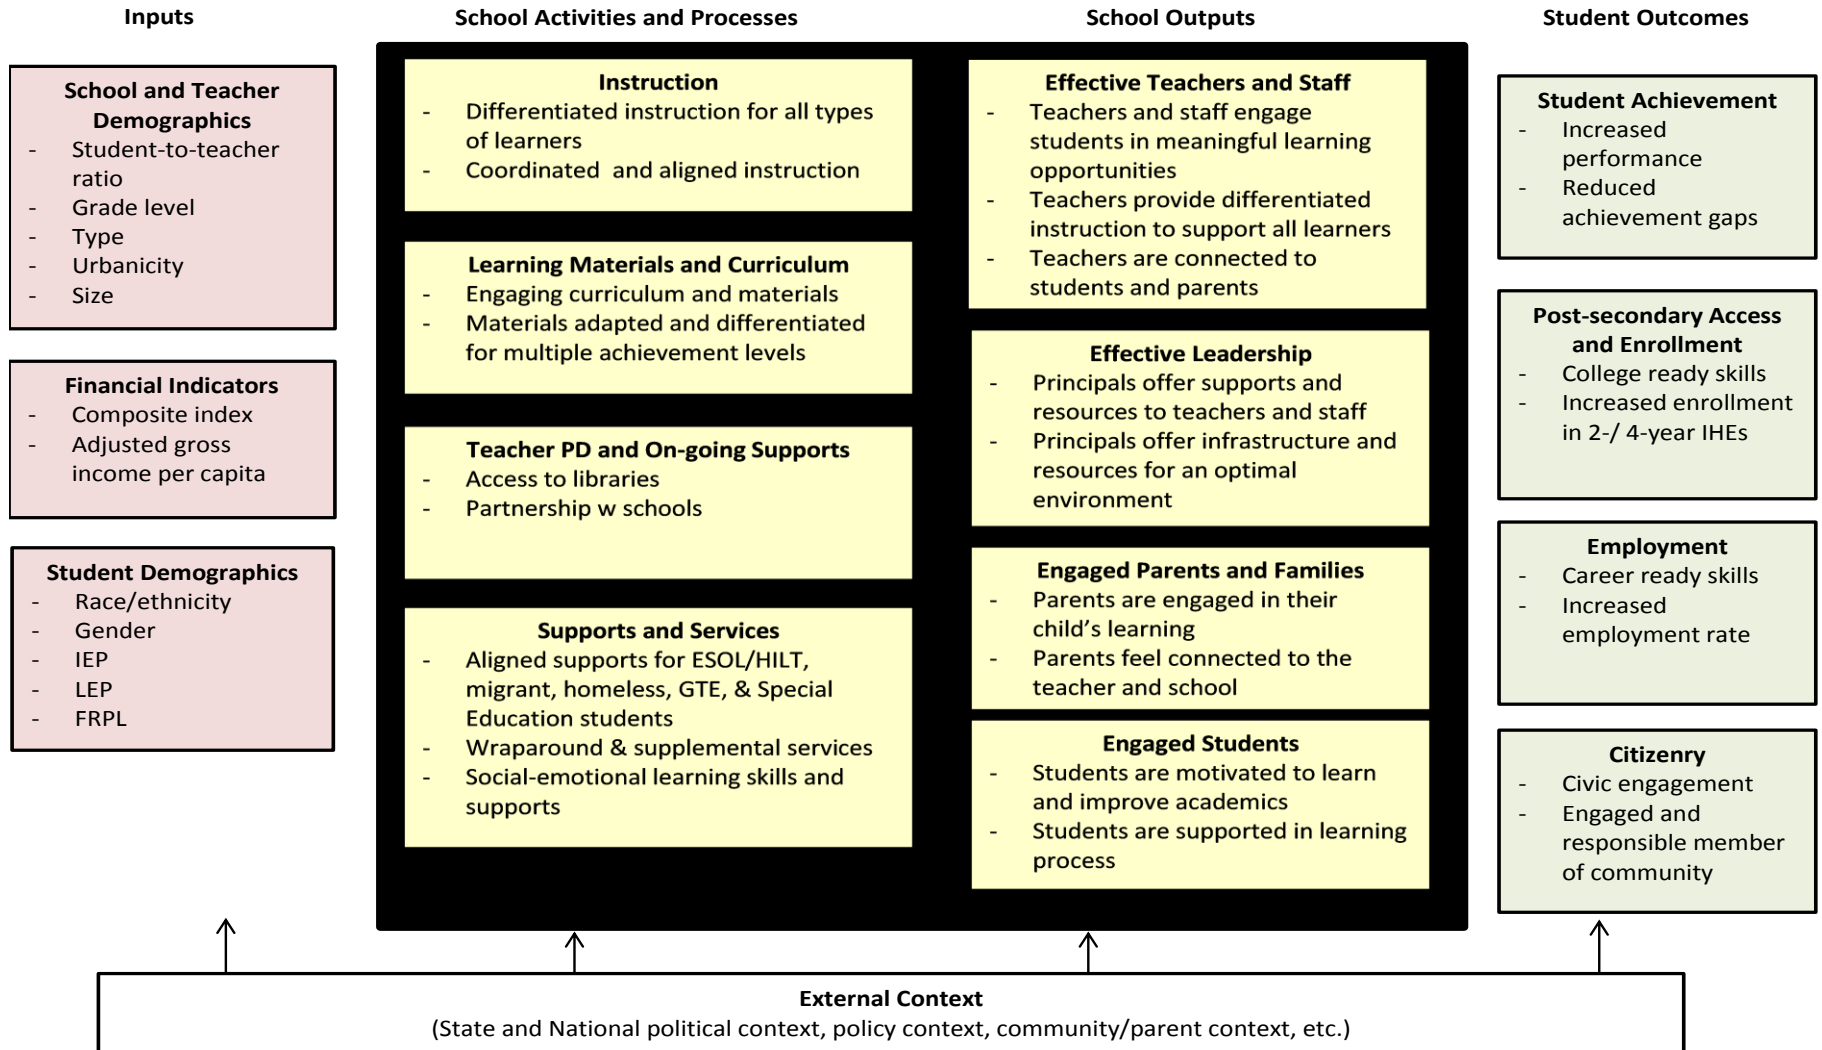 Inputs
School and Teacher
Demographics
- Student-to-teacher
ratio
- Grade level
- Type
- Urbanicity
- Size
Financial Indicators
- Composite index
- Adjusted gross
income per capita
Student Demographics
- Race/ethnicity
- Gender
- IEP
- LEP
- FRPL
School Activities and Processes
Instruction
- Differentiated instruction for all types
of learners
- Coordinated and aligned instruction
Learning Materials and Curriculum
- Engaging curriculum and materials
- Materials adapted and differentiated
for multiple achievement levels
Teacher PD and On-going Supports
- Access to libraries
- Partnership w schools
Supports and Services
- Aligned supports for ESOL/HILT,
migrant, homeless, GTE, & Special
Education students
- Wraparound & supplemental services
- Social-emotional learning skills and
supports
School Outputs
Effective Teachers and Staff
- Teachers and staff engage
students in meaningful learning
opportunities
- Teachers provide differentiated
instruction to support all learners
- Teachers are connected to
students and parents
Effective Leadership
- Principals offer supports and
resources to teachers and staff
- Principals offer infrastructure and
resources for an optimal
environment
Engaged Parents and Families
- Parents are engaged in their
child’s learning
- Parents feel connected to the
teacher and school
Engaged Students
- Students are motivated to learn
and improve academics
- Students are supported in learning
process
Student Outcomes
Student Achievement
- Increased
performance
- Reduced
achievement gaps
Post-secondary Access
and Enrollment
- College ready skills
- Increased enrollment
in 2-/ 4-year IHEs
Employment
- Career ready skills
- Increased
employment rate
Citizenry
- Civic engagement
- Engaged and
responsible member
of community
External Context
(State and National political context, policy context, community/parent context, etc.)